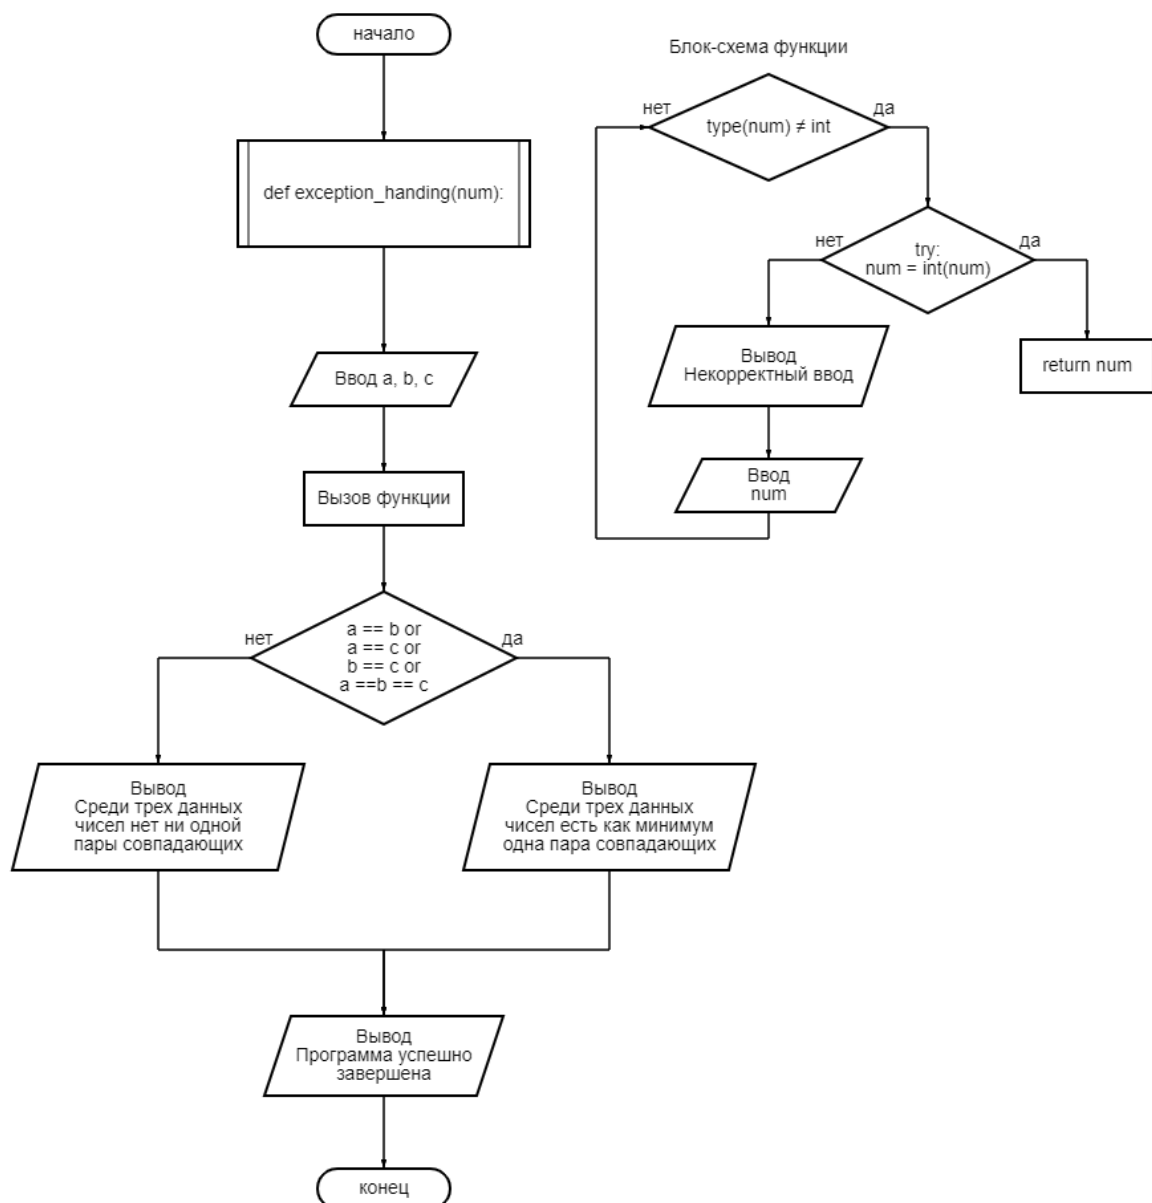 начало
def exception_handing(num):
Ввод a, b, c
Вызов функции
нет
да
a == b or
a == c or
b == c or
a ==b == c
Вывод
Среди трех данных
чисел нет ни одной
пары совпадающих
Вывод
Среди трех данных
чисел есть как минимум
одна пара совпадающих
Вывод
Программа успешно
завершена
конец
Блок-схема функции
нет
да
type(num) ≠ int
нет
да
try:
num = int(num)
Вывод
Некорректный ввод
return num
Ввод
num